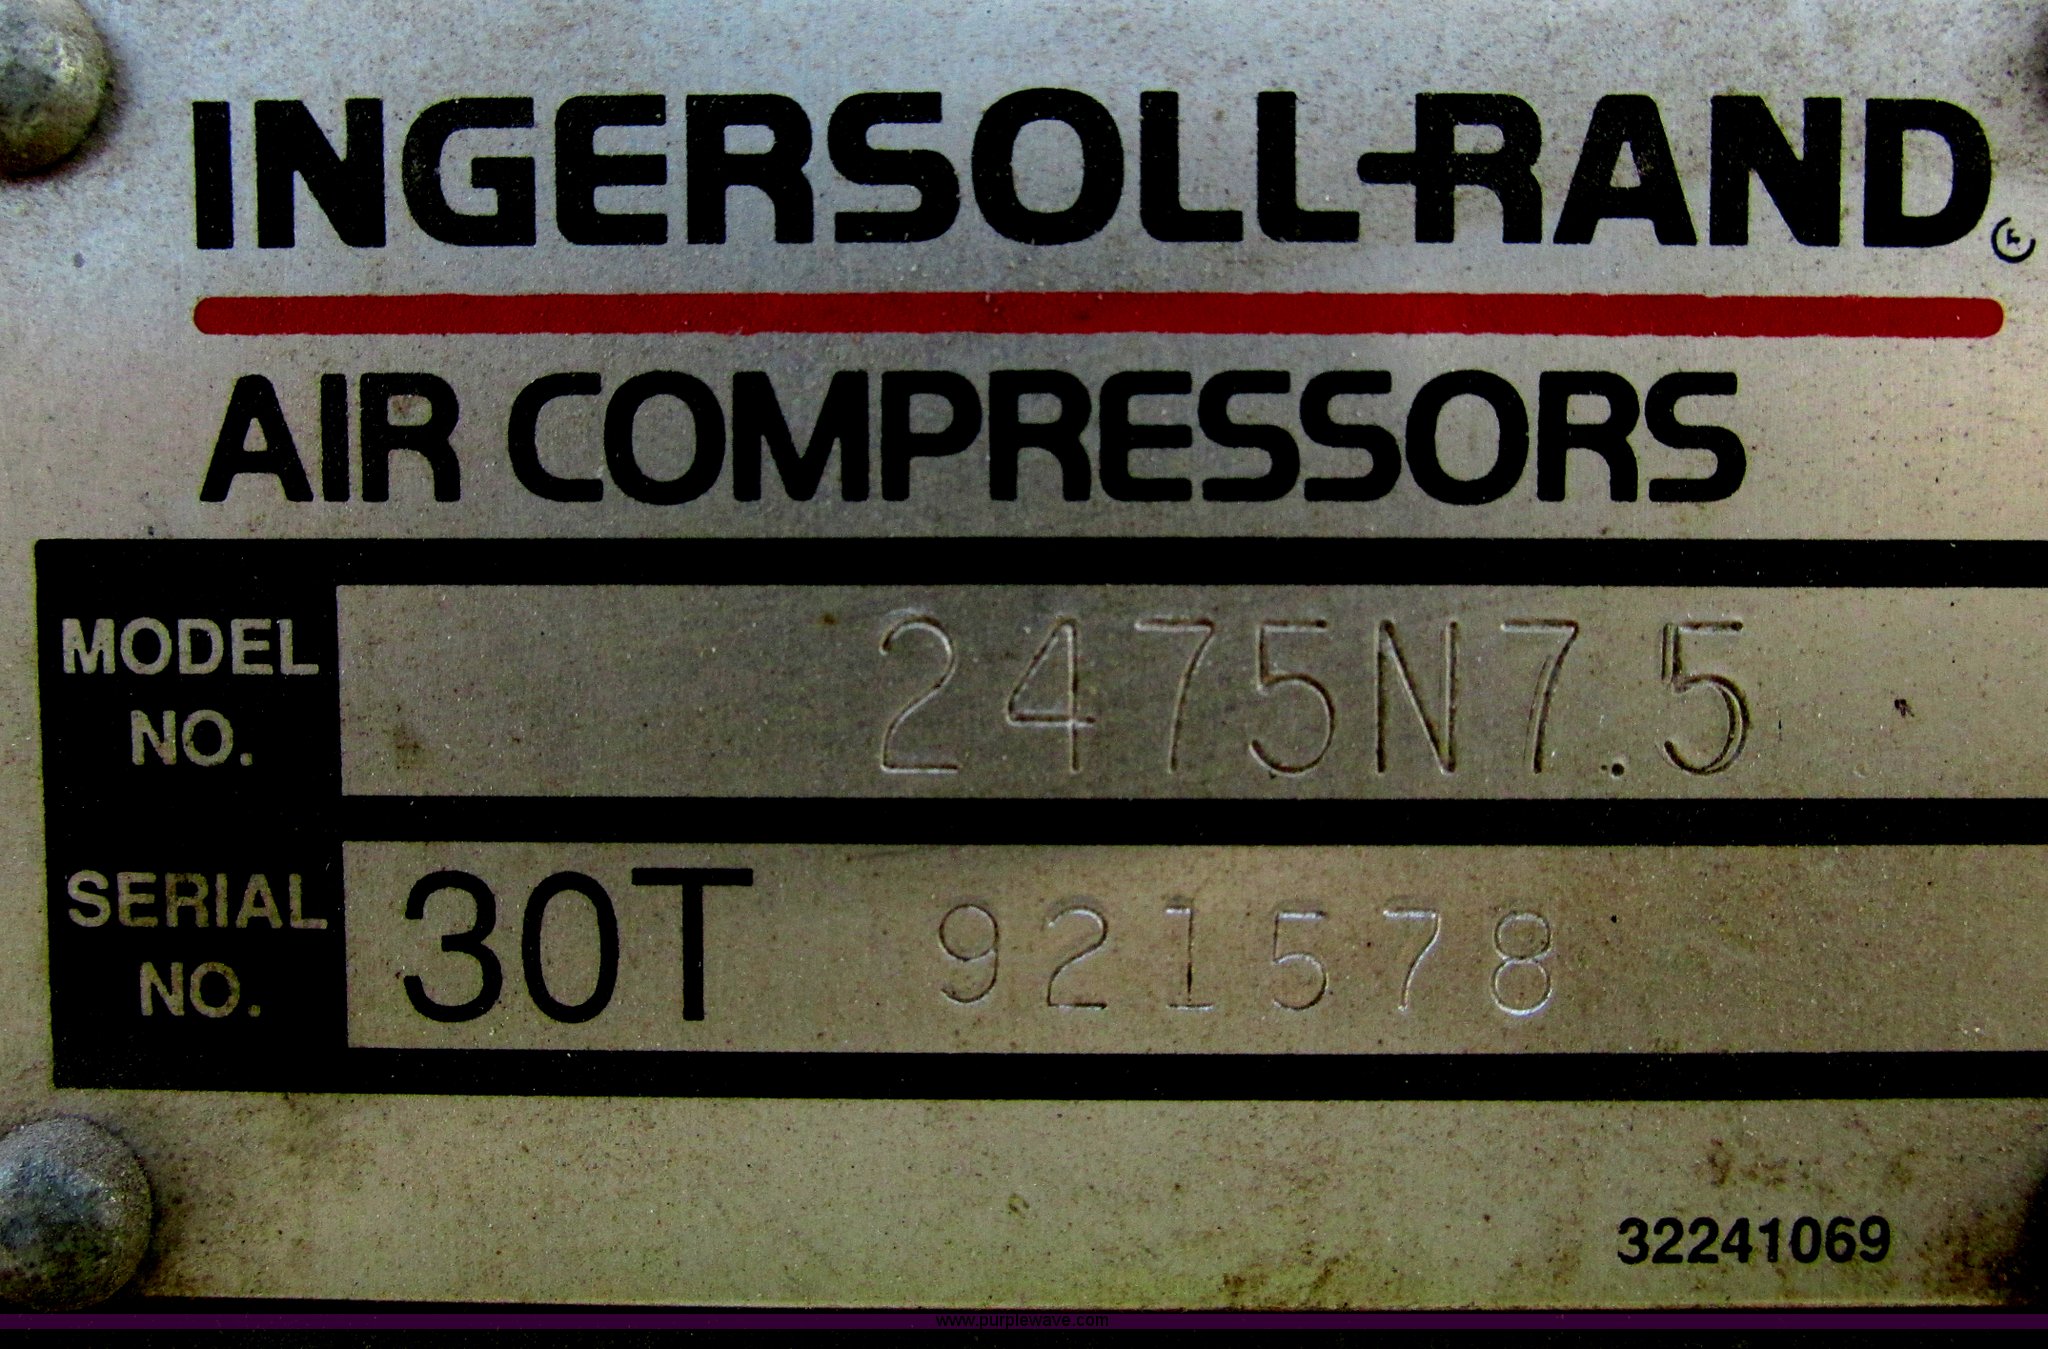 INGERSOLL-RAND
AIR COMPRESSORS
MODEL NO. 2475N7.5
SERIAL NO. 30T 921578
32241069
www.purplewave.com